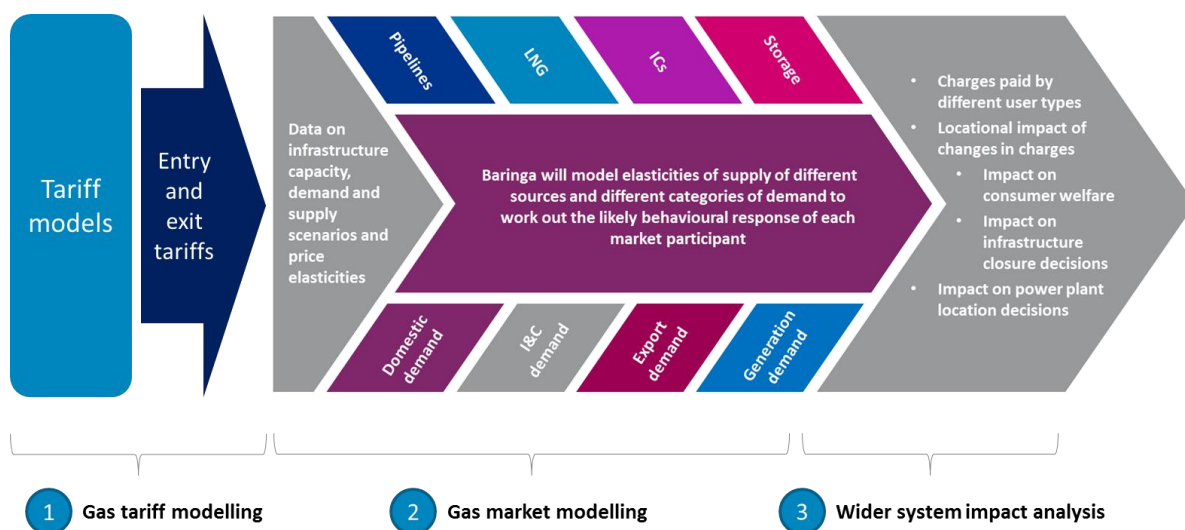 Tariff
models
Entry
and
exit
tariffs
Data on
infrastructure
capacity,
demand and
supply
scenarios and
price
elasticities
Pipelines
LNG
ICs
Storage
Baringa will model elasticities of supply of different
sources and different categories of demand to
work out the likely behavioural response of each
market participant
Domestic
demand
I&C
demand
Export
demand
Generation
demand
• Charges paid by
different user types
• Locational impact of
changes in charges
• Impact on
consumer welfare
• Impact on
infrastructure
closure decisions
• Impact on power plant
location decisions
1 Gas tariff modelling
2 Gas market modelling
3 Wider system impact analysis